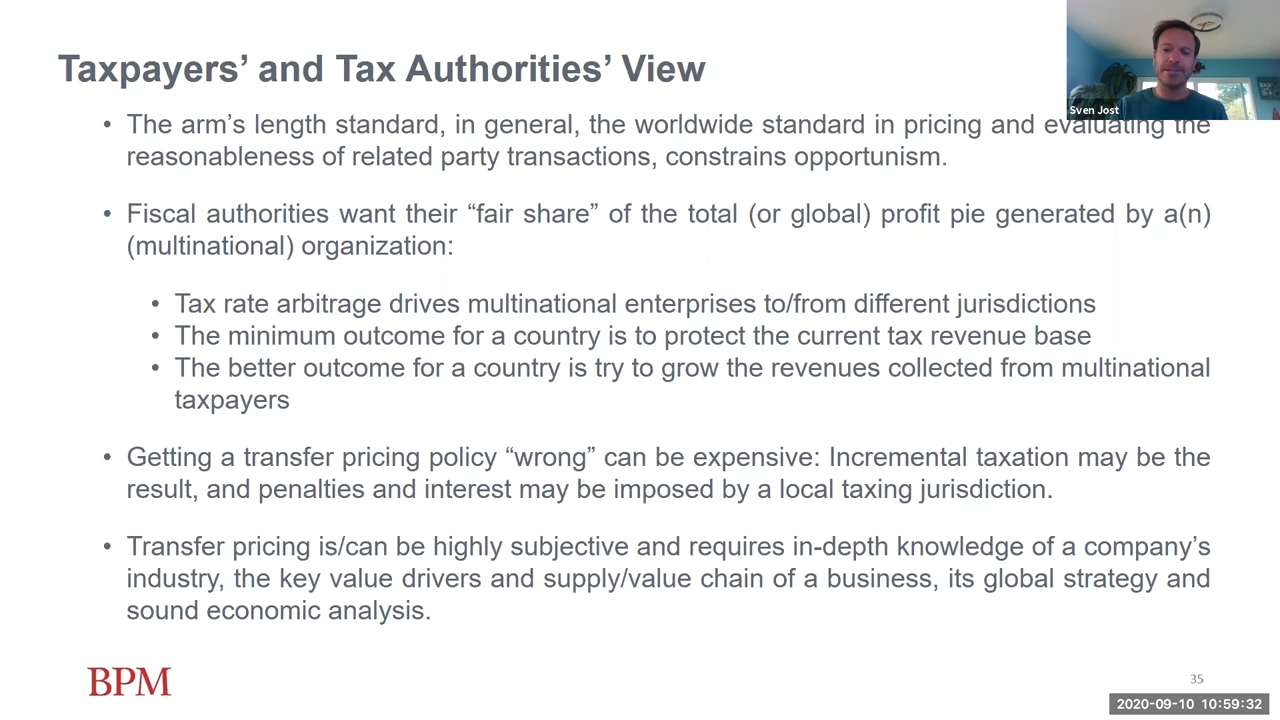 Taxpayers’ and Tax Authorities’ View
Sven Jost
• The arm’s length standard, in general, the worldwide standard in pricing and evaluating the
reasonableness of related party transactions, constrains opportunism.
• Fiscal authorities want their “fair share” of the total (or global) profit pie generated by a(n)
(multinational) organization:
• Tax rate arbitrage drives multinational enterprises to/from different jurisdictions
• The minimum outcome for a country is to protect the current tax revenue base
• The better outcome for a country is try to grow the revenues collected from multinational
taxpayers
• Getting a transfer pricing policy “wrong” can be expensive: Incremental taxation may be the
result, and penalties and interest may be imposed by a local taxing jurisdiction.
• Transfer pricing is/can be highly subjective and requires in-depth knowledge of a company’s
industry, the key value drivers and supply/value chain of a business, its global strategy and
sound economic analysis.
BPM
35
2020-09-10 10:59:32